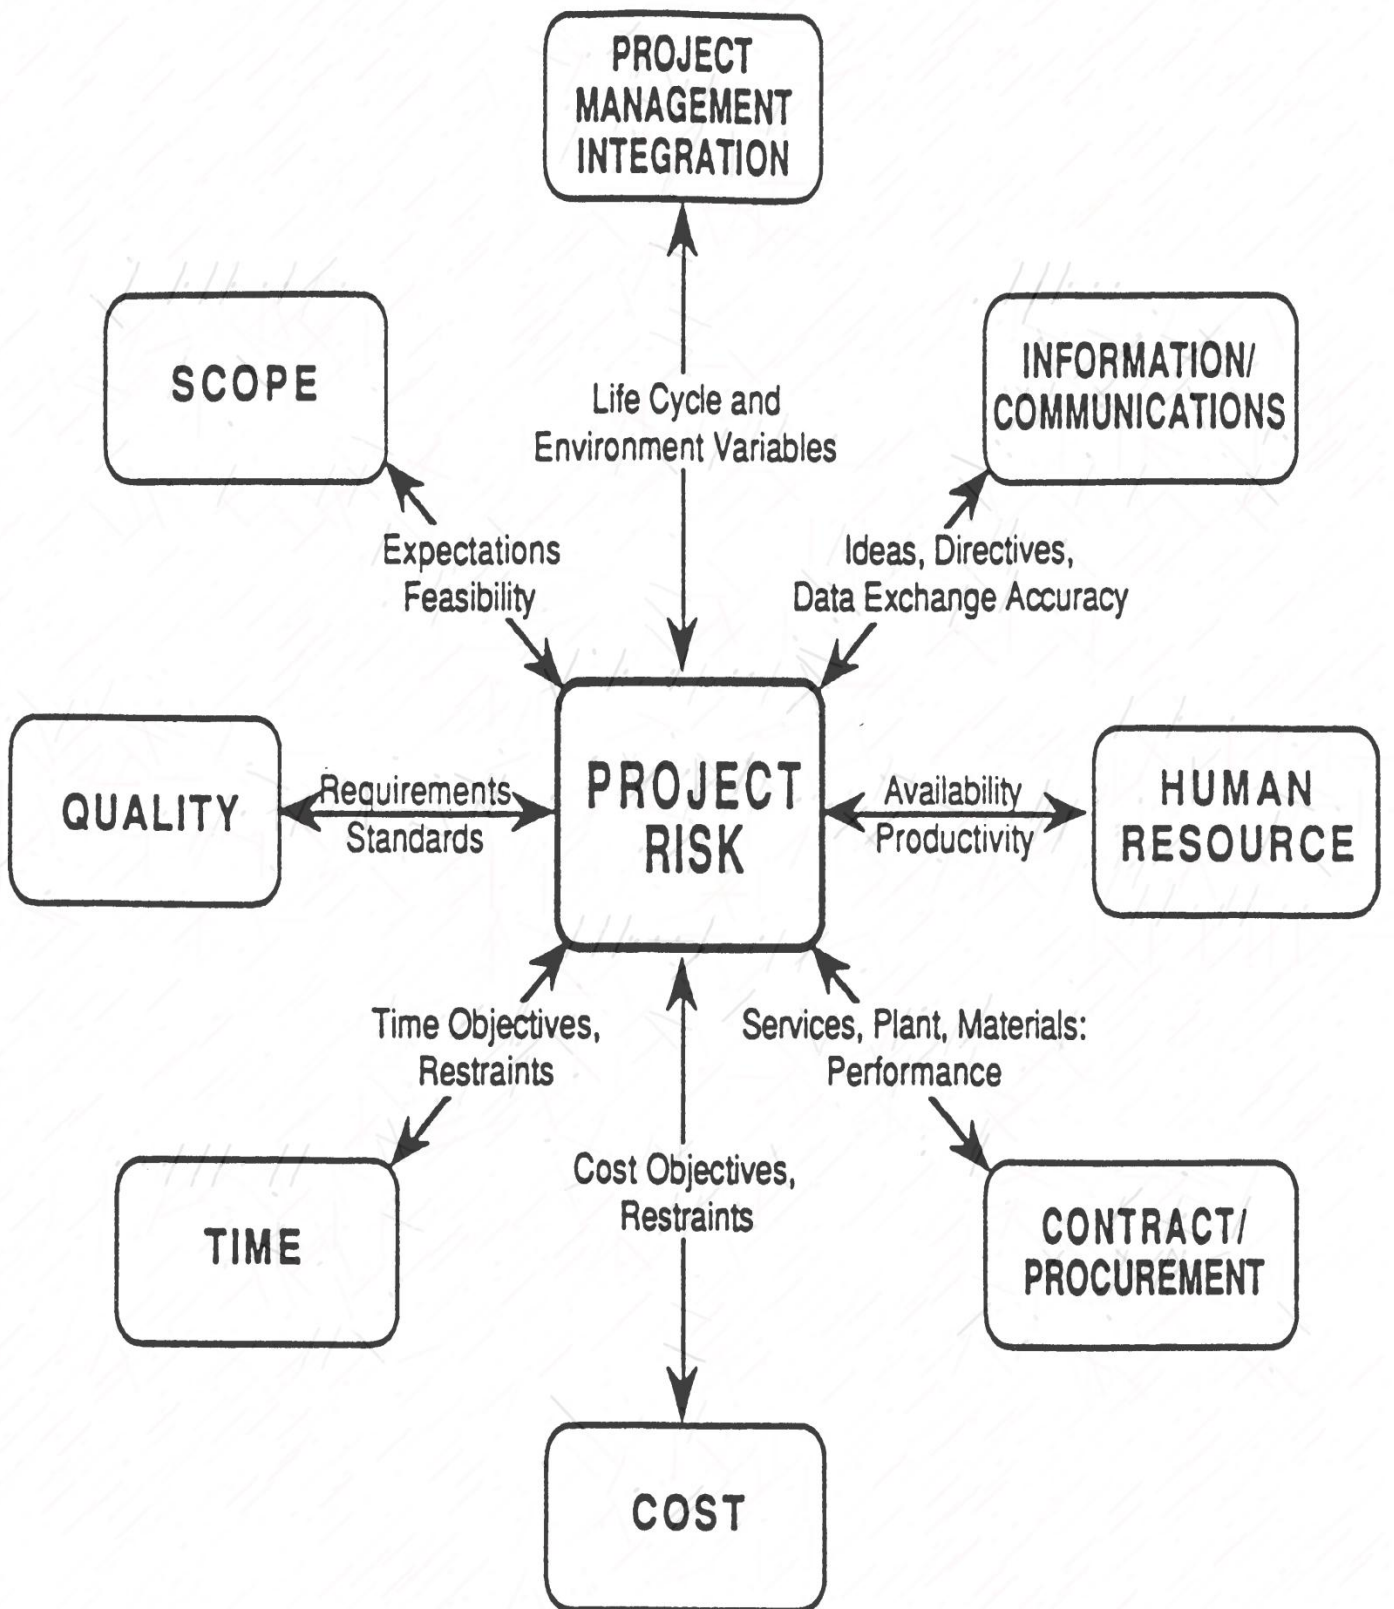 PROJECT
MANAGEMENT
INTEGRATION
SCOPE
INFORMATION/
COMMUNICATIONS
Life Cycle and
Environment Variables
Expectations
Feasibility
Ideas, Directives,
Data Exchange Accuracy
QUALITY
Requirements
Standards
PROJECT
RISK
Availability
Productivity
HUMAN
RESOURCE
Time Objectives,
Restraints
Services, Plant, Materials:
Performance
Cost Objectives,
Restraints
TIME
CONTRACT/
PROCUREMENT
COST